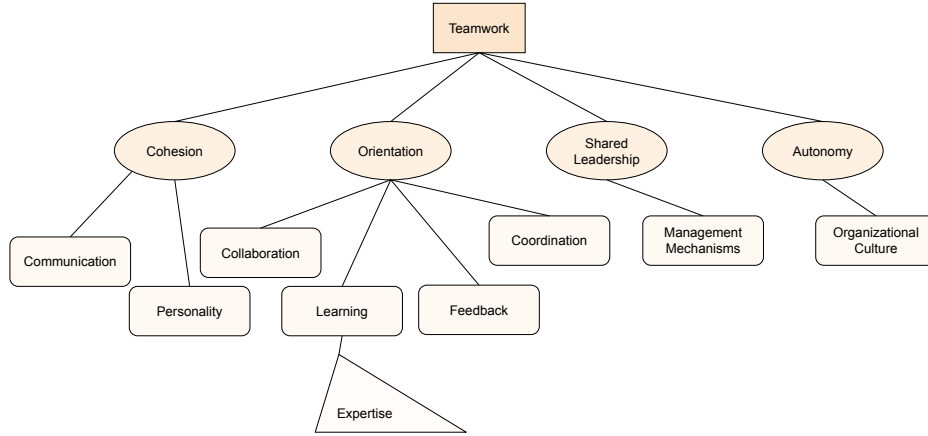 Teamwork
Cohesion
Orientation
Shared
Leadership
Autonomy
Communication
Collaboration
Coordination
Management
Mechanisms
Organizational
Culture
Personality
Learning
Feedback
Expertise